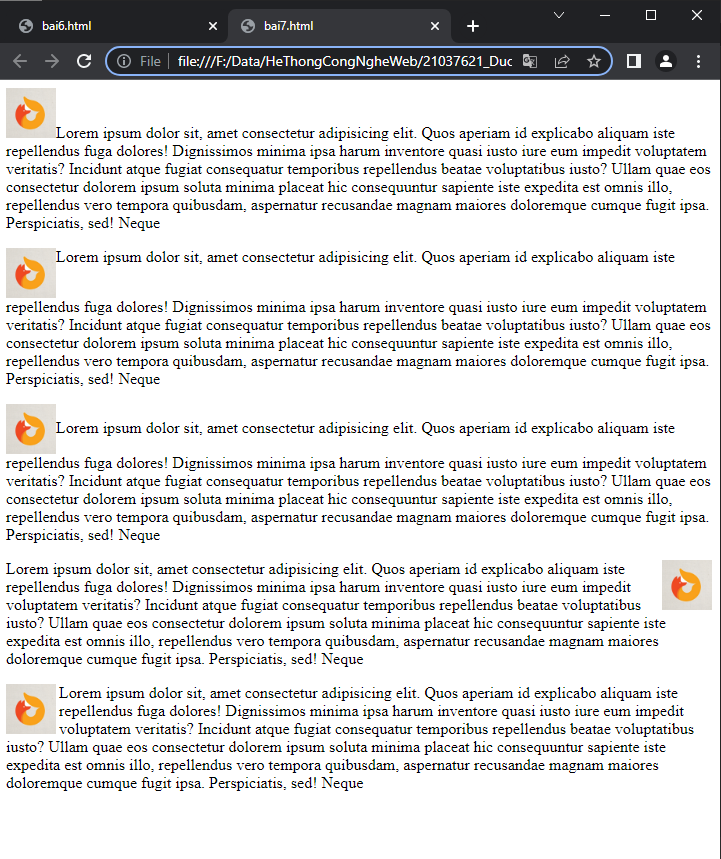 bai6.html
bai7.html
File
file:///F:/Data/HeThongCongNgheWeb/21037621_Duc
Lorem ipsum dolor sit, amet consectetur adipisicing elit. Quos aperiam id explicabo aliquam iste
repellendus fuga dolores! Dignissimos minima ipsa harum inventore quasi iusto iure eum impedit voluptatem
veritatis? Incidunt atque fugiat consequatur temporibus repellendus beatae voluptatibus iusto? Ullam quae eos
consectetur dolorem ipsum soluta minima placeat hic consequuntur sapiente iste expedita est omnis illo,
repellendus vero tempora quibusdam, aspernatur recusandae magnam maiores doloremque cumque fugit ipsa.
Perspiciatis, sed! Neque
Lorem ipsum dolor sit, amet consectetur adipisicing elit. Quos aperiam id explicabo aliquam iste
repellendus fuga dolores! Dignissimos minima ipsa harum inventore quasi iusto iure eum impedit voluptatem
veritatis? Incidunt atque fugiat consequatur temporibus repellendus beatae voluptatibus iusto? Ullam quae eos
consectetur dolorem ipsum soluta minima placeat hic consequuntur sapiente iste expedita est omnis illo,
repellendus vero tempora quibusdam, aspernatur recusandae magnam maiores doloremque cumque fugit ipsa.
Perspiciatis, sed! Neque
Lorem ipsum dolor sit, amet consectetur adipisicing elit. Quos aperiam id explicabo aliquam iste
repellendus fuga dolores! Dignissimos minima ipsa harum inventore quasi iusto iure eum impedit voluptatem
veritatis? Incidunt atque fugiat consequatur temporibus repellendus beatae voluptatibus iusto? Ullam quae eos
consectetur dolorem ipsum soluta minima placeat hic consequuntur sapiente iste expedita est omnis illo,
repellendus vero tempora quibusdam, aspernatur recusandae magnam maiores doloremque cumque fugit ipsa.
Perspiciatis, sed! Neque
Lorem ipsum dolor sit, amet consectetur adipisicing elit. Quos aperiam id explicabo aliquam iste
repellendus fuga dolores! Dignissimos minima ipsa harum inventore quasi iusto iure eum impedit
voluptatem veritatis? Incidunt atque fugiat consequatur temporibus repellendus beatae voluptatibus
iusto? Ullam quae eos consectetur dolorem ipsum soluta minima placeat hic consequuntur sapiente iste
expedita est omnis illo, repellendus vero tempora quibusdam, aspernatur recusandae magnam maiores
doloremque cumque fugit ipsa. Perspiciatis, sed! Neque
Lorem ipsum dolor sit, amet consectetur adipisicing elit. Quos aperiam id explicabo aliquam iste
repellendus fuga dolores! Dignissimos minima ipsa harum inventore quasi iusto iure eum impedit
voluptatem veritatis? Incidunt atque fugiat consequatur temporibus repellendus beatae voluptatibus
iusto? Ullam quae eos consectetur dolorem ipsum soluta minima placeat hic consequuntur sapiente iste
expedita est omnis illo, repellendus vero tempora quibusdam, aspernatur recusandae magnam maiores
doloremque cumque fugit ipsa. Perspiciatis, sed! Neque